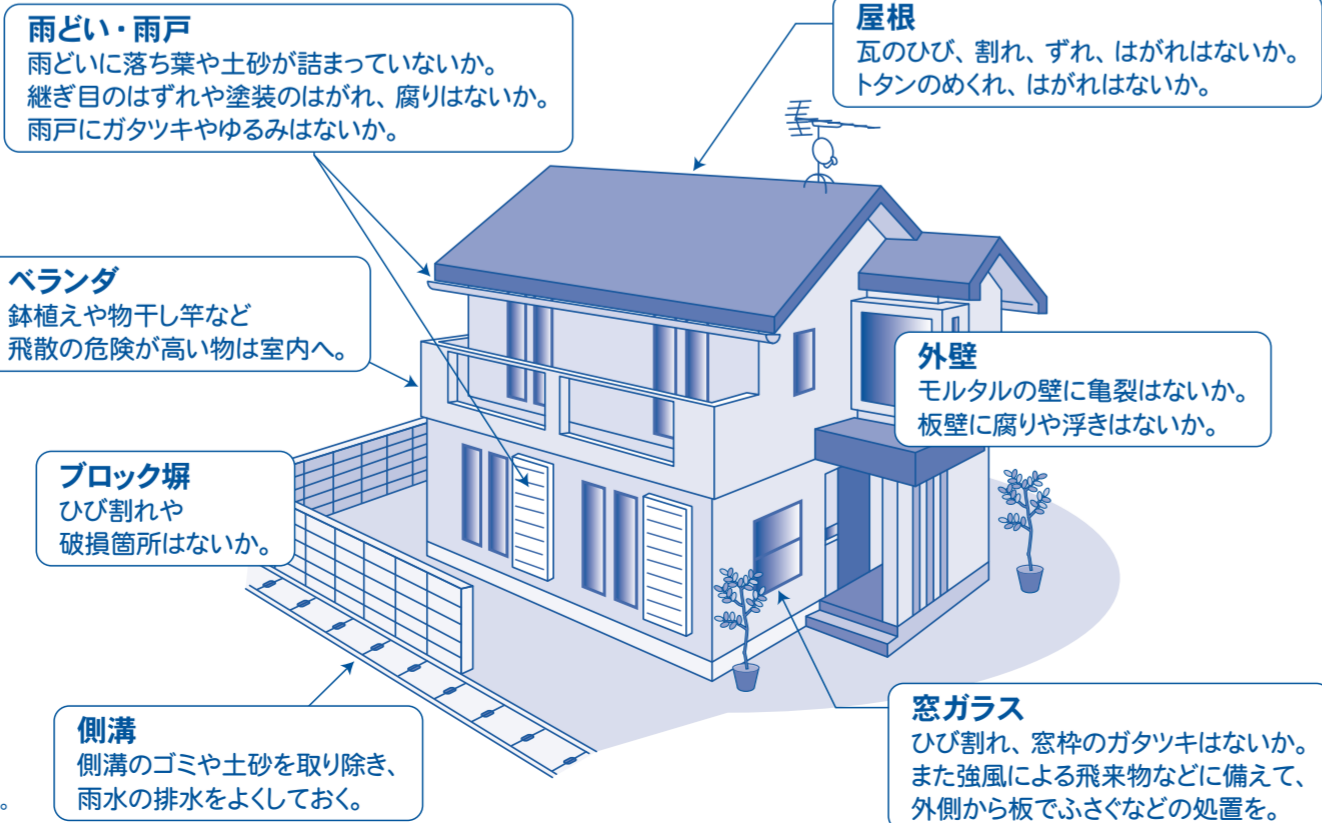 雨どい・雨戸
雨どいに落ち葉や土砂が詰まっていないか。
継ぎ目のはずれや塗装のはがれ、腐りはないか。
雨戸にガタツキやゆるみはないか。
屋根
瓦のひび、割れ、ずれ、はがれはないか。
トタンのめくれ、はがれはないか。
ベランダ
鉢植えや物干し竿など
飛散の危険が高い物は室内へ。
外壁
モルタルの壁に亀裂はないか。
板壁に腐りや浮きはないか。
ブロック塀
ひび割れや
破損箇所はないか。
側溝
側溝のゴミや土砂を取り除き、
雨水の排水をよくしておく。
窓ガラス
ひび割れ、窓枠のガタツキはないか。
また強風による飛来物などに備えて、
外側から板でふさぐなどの処置を。
。